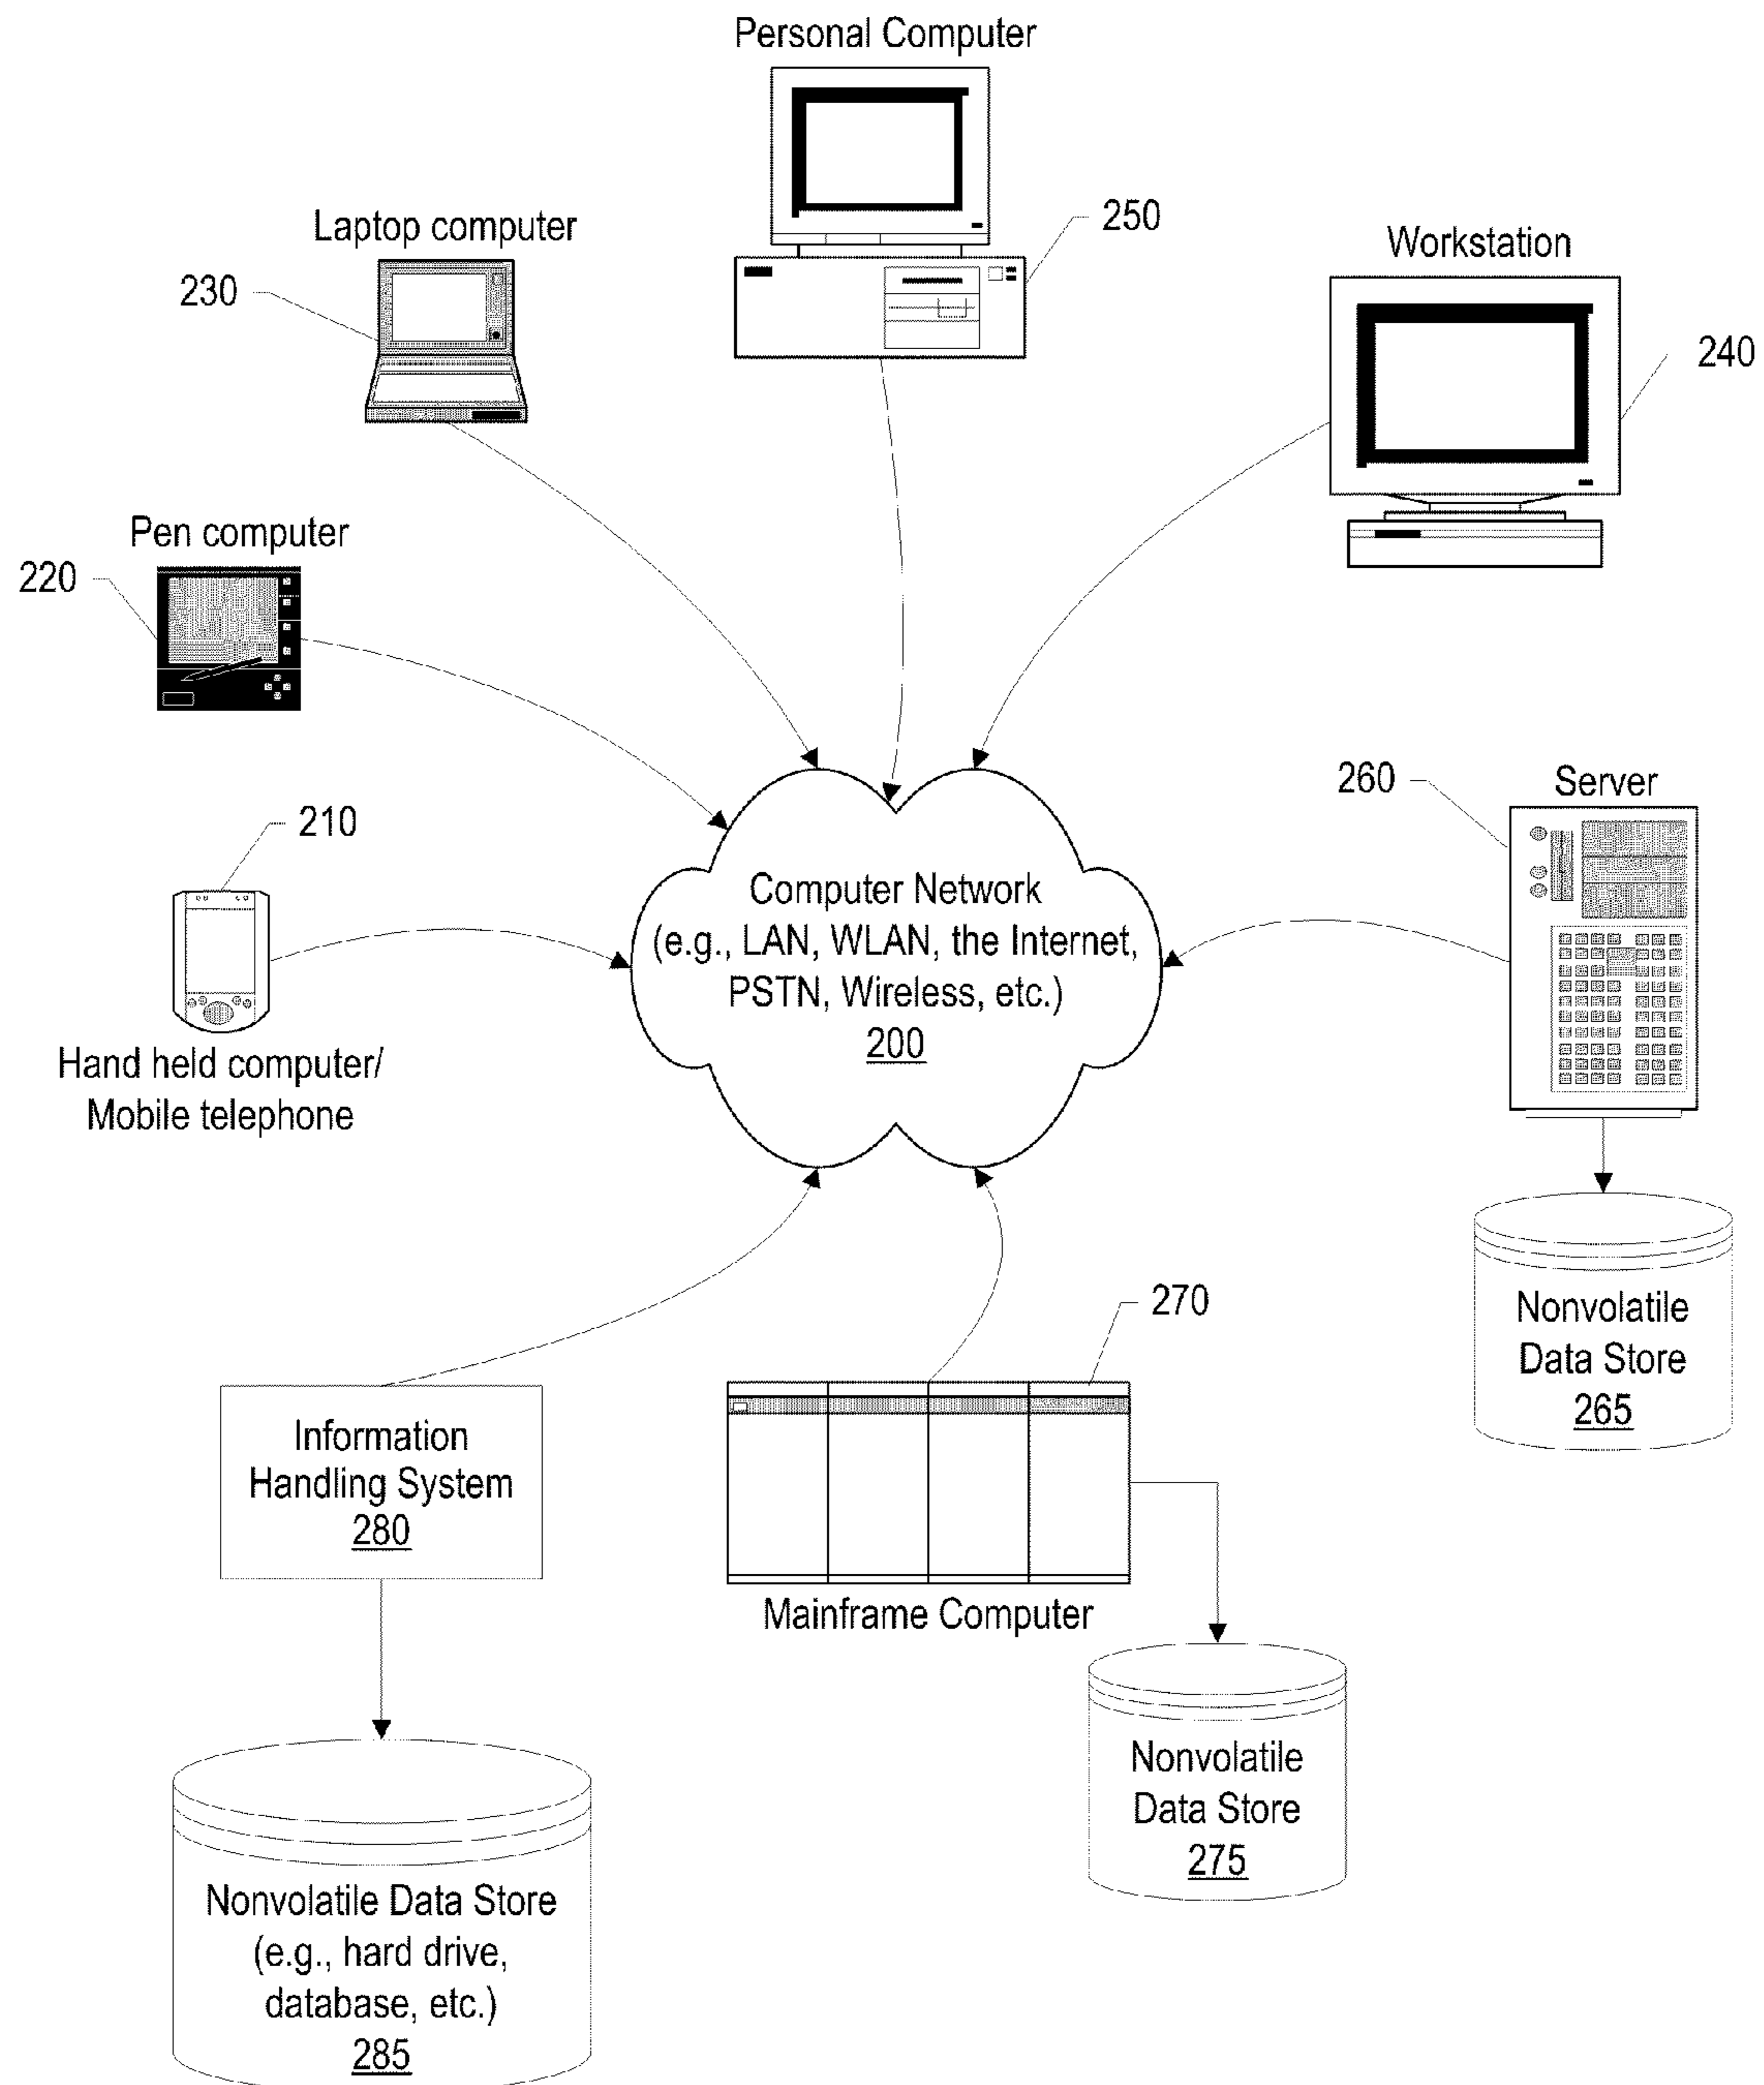 Personal Computer
250
Laptop computer
230
Workstation
240
Pen computer
220
260
Server
210
Computer Network
(e.g., LAN, WLAN, the Internet,
PSTN, Wireless, etc.)
200
Hand held computer/
Mobile telephone
270
Nonvolatile
Data Store
265
Information
Handling System
280
Mainframe Computer
Nonvolatile
Data Store
275
Nonvolatile Data Store
(e.g., hard drive,
database, etc.)
285